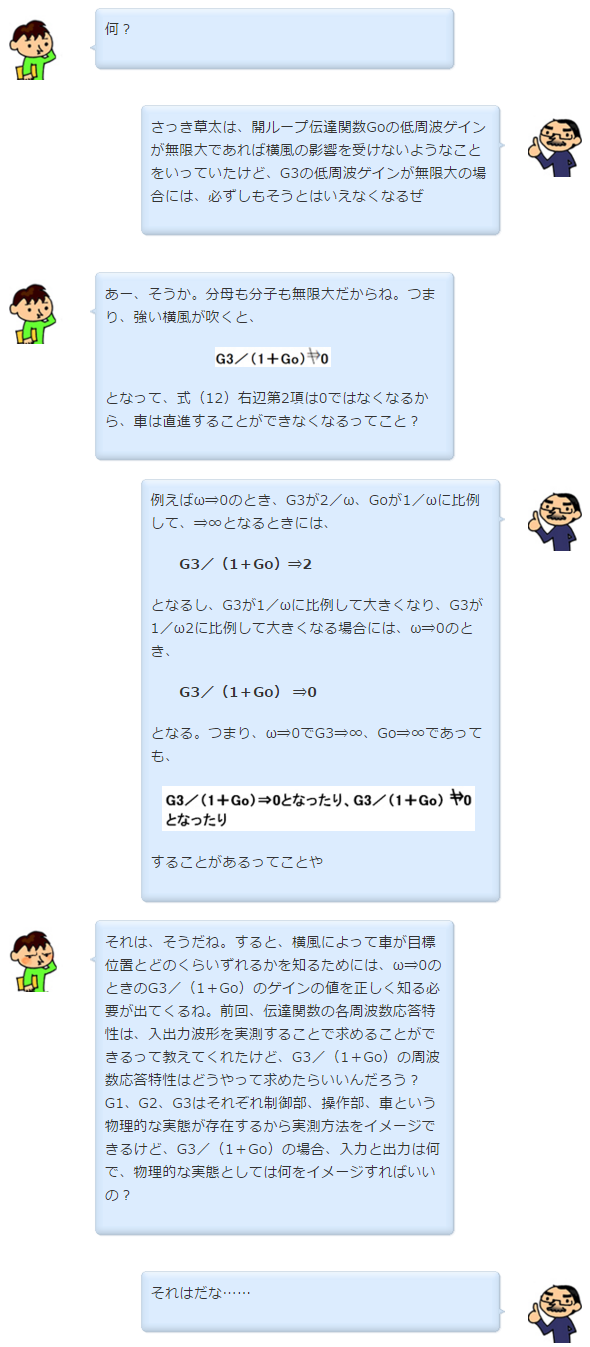 何？
さっき草太は、開ループ伝達関数Goの低周波ゲイン
が無限大であれば横風の影響を受けないようなこと
をいっていたけど、G3の低周波ゲインが無限大の場
合には、必ずしもそうとはいえなくなるぜ
あー、そうか。分母も分子も無限大だからね。つま
り、強い横風が吹くと、
G3／（1＋Go）⇏0
となって、式（12）右辺第2項は0ではなくなるか
ら、車は直進することができなくなるってこと？
例えばω⇒0のとき、G3が2／ω、Goが1／ωに比例
して、⇒∞となるときには、
G3／（1＋Go）⇒2
となるし、G3が1／ωに比例して大きくなり、G3が
1／ω2に比例して大きくなる場合には、ω⇒0のと
き、
G3／（1＋Go） ⇒0
となる。つまり、ω⇒0でG3⇒∞、Go⇒∞であって
も、
G3／（1＋Go）⇒0となったり、G3／（1＋Go） ⇏0
となったり
することがあるってことや
それは、そうだね。すると、横風によって車が目標
位置とどのくらいずれるかを知るためには、ω⇒0の
ときのG3／（1＋Go）のゲインの値を正しく知る必
要が出てくるね。前回、伝達関数の各周波数応答特
性は、入出力波形を実測することで求めることがで
きるって教えてくれたけど、G3／（1＋Go）の周波
数応答特性はどうやって求めたらいいんだろう？
G1、G2、G3はそれぞれ制御部、操作部、車という
物理的な実態が存在するから実測方法をイメージで
きるけど、G3／（1＋Go）の場合、入力と出力は何
で、物理的な実態としては何をイメージすればいい
の？
それはだな……